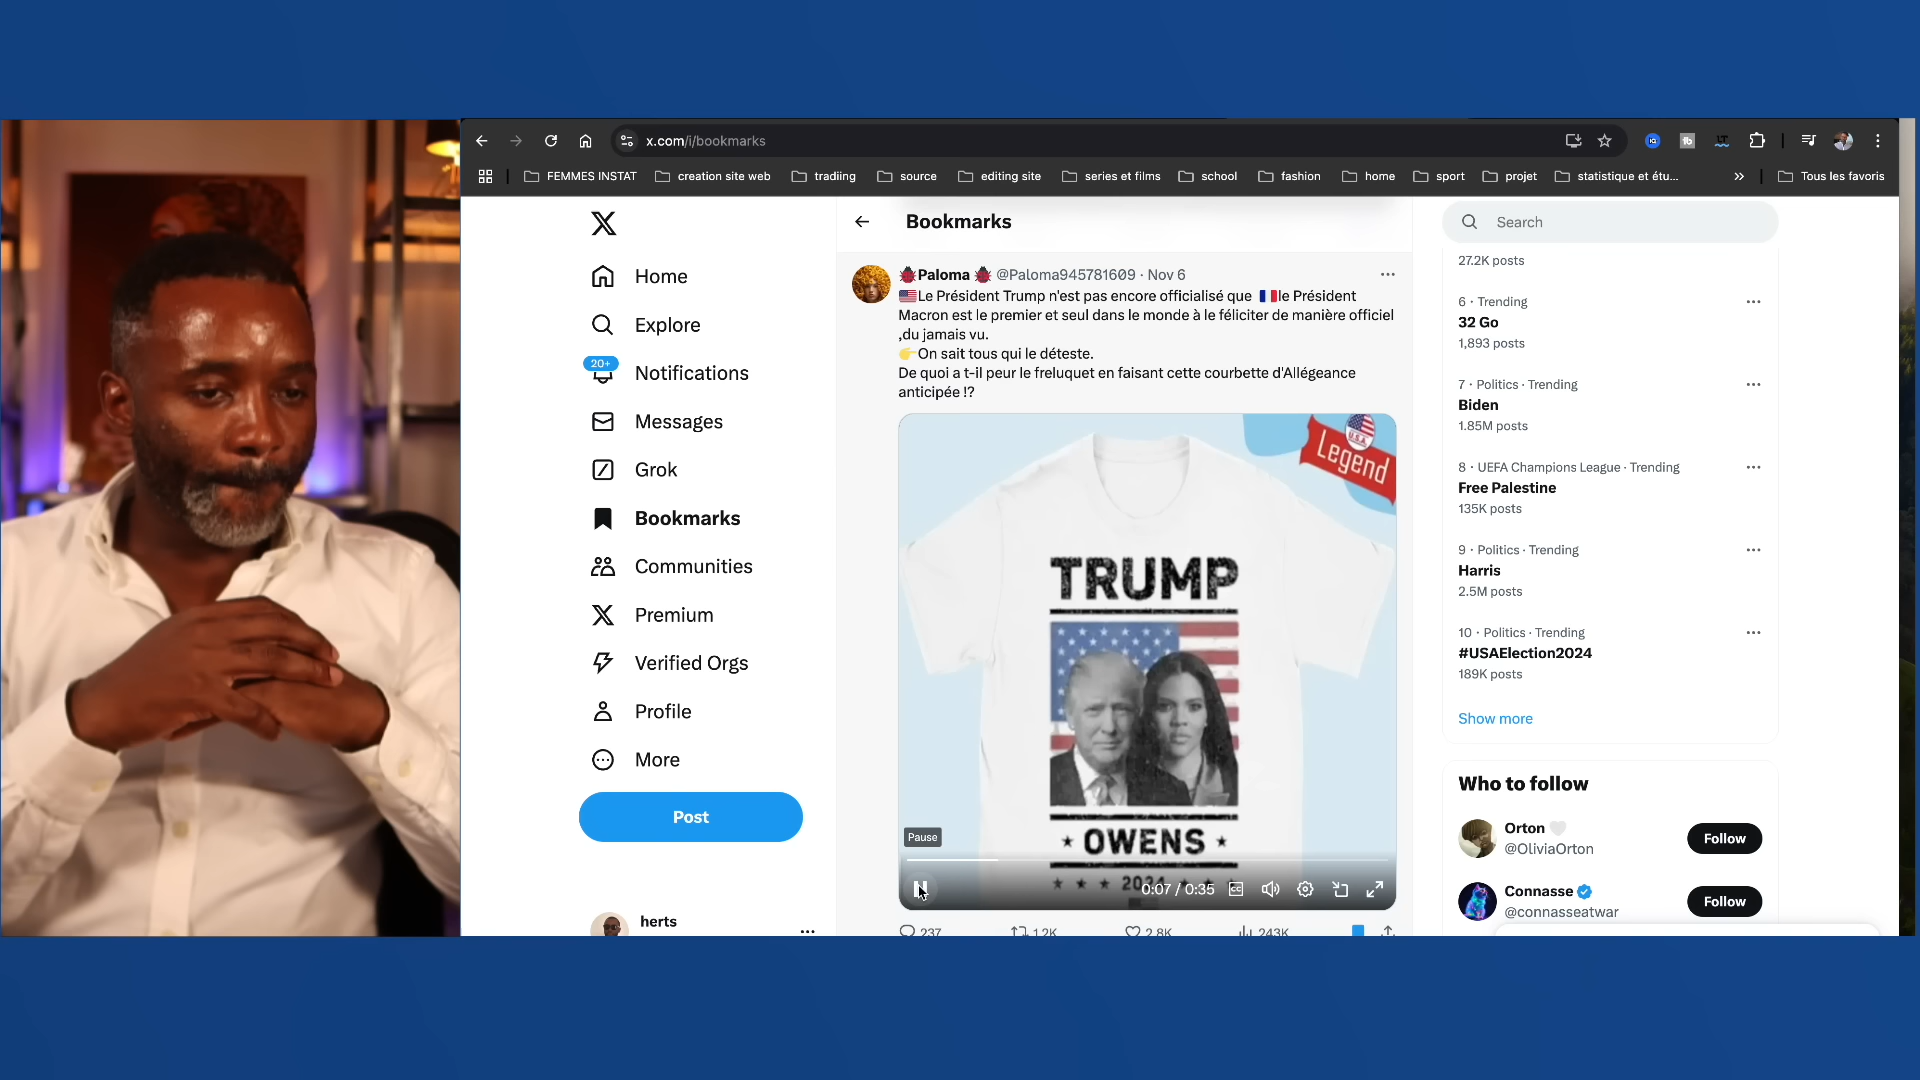 x.com/i/bookmarks
FEMMES INSTAT
creation site web
tradiing
source
editing site
series et films
school
fashion
home
sport
projet
statistique et étu...
Tous les favoris
Home
Explore
20+
Notifications
Messages
Grok
Bookmarks
Communities
Premium
Verified Orgs
Profile
More
Post
herts
Bookmarks
Paloma @Paloma945781609 · Nov 6
Le Président Trump n'est pas encore officialisé que le Président
Macron est le premier et seul dans le monde à le féliciter de manière officiel
,du jamais vu.
On sait tous qui le déteste.
De quoi a t-il peur le freluquet en faisant cette courbette d'Allégeance
anticipée !?
U.S.A.
Legend
TRUMP
OWENS
2024
Pause
0:07 / 0:35
237
1.2K
2.8K
243K
Search
27.2K posts
6 · Trending
32 Go
1,893 posts
7 · Politics · Trending
Biden
1.85M posts
8 · UEFA Champions League · Trending
Free Palestine
135K posts
9 · Politics · Trending
Harris
2.5M posts
10 · Politics · Trending
#USAElection2024
189K posts
Show more
Who to follow
Orton
@OliviaOrton
Follow
Connasse
@connasseatwar
Follow